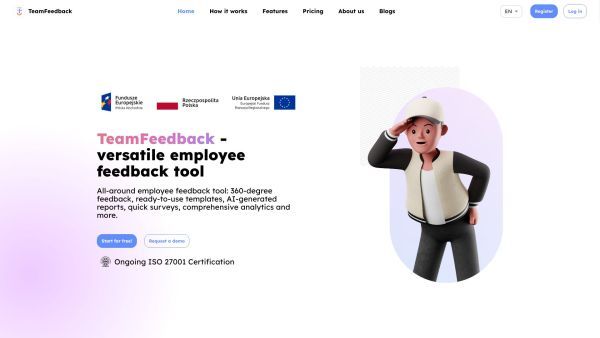 TeamFeedback
Home
How it works
Features
Pricing
About us
Blogs
EN
Register
Log in
Fundusze
Europejskie
Polska Wschodnia
Rzeczpospolita
Polska
Unia Europejska
Europejski Fundusz
Rozwoju Regionalnego
TeamFeedback -
versatile employee
feedback tool
All-around employee feedback tool: 360-degree
feedback, ready-to-use templates, AI-generated
reports, quick surveys, comprehensive analytics and
more.
Start for free!
Request a demo
Ongoing ISO 27001 Certification